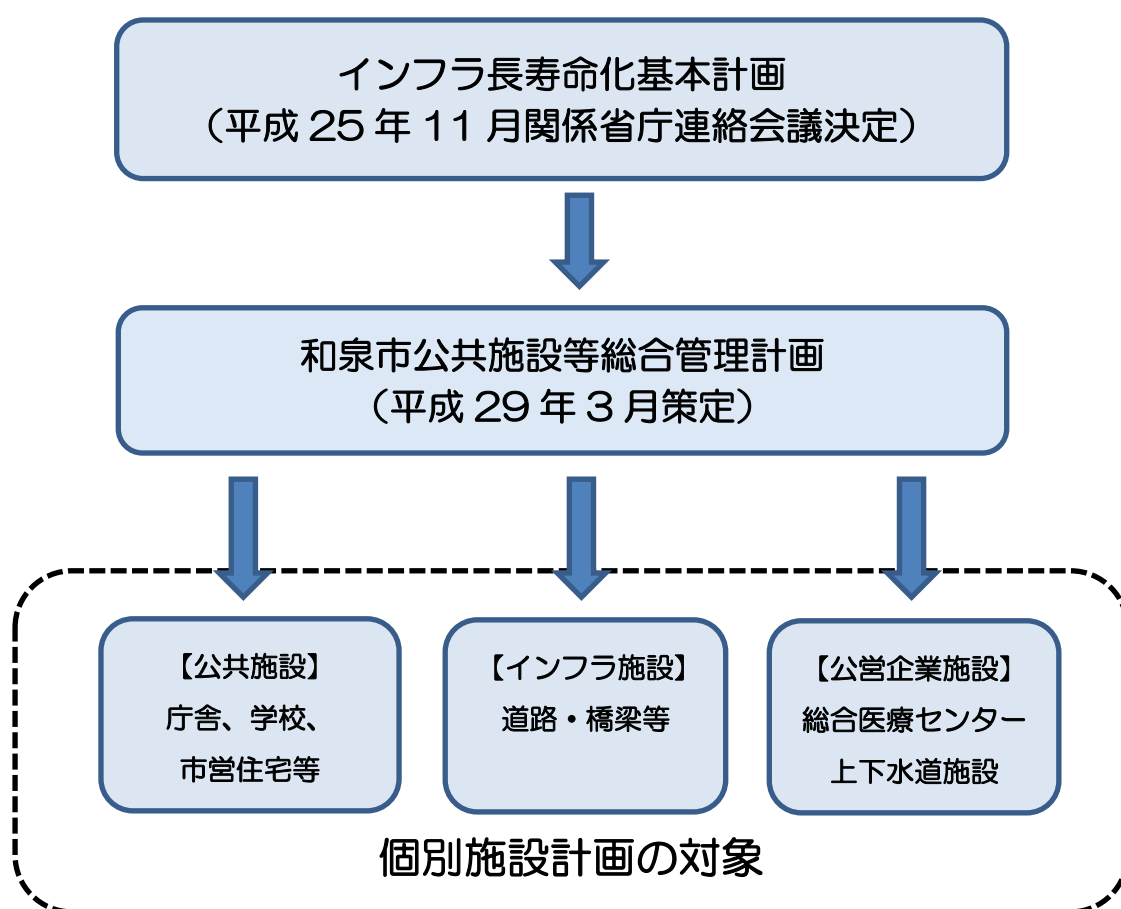 インフラ長寿命化基本計画
（平成 25 年 11 月関係省庁連絡会議決定）
和泉市公共施設等総合管理計画
（平成 29 年 3 月策定）
【公共施設】
庁舎、学校、
市営住宅等
【インフラ施設】
道路・橋梁等
【公営企業施設】
総合医療センター
上下水道施設
個別施設計画の対象